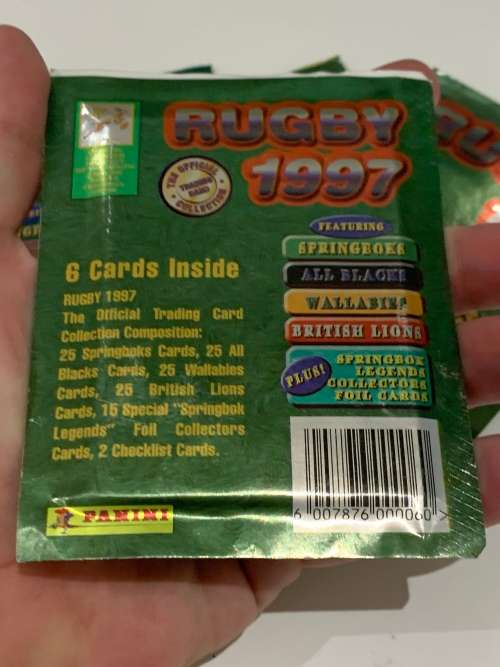 RUGBY
1997
THE OFFICIAL
TRADING
CARD
COLLECTION
FEATURING
SPRINGBOKS
ALL BLACKS
WALLABIES
BRITISH LIONS
PLUS!
SPRINGBOK
LEGENDS
COLLECTORS
FOIL CARDS
6 Cards Inside
RUGBY 1997
The Official Trading Card
Collection Composition:
25 Springboks Cards, 25 All
Blacks Cards, 25 Wallabies
Cards, 25 British Lions
Cards, 15 Special "Springbok
Legends" Foil Collectors
Cards, 2 Checklist Cards.
PANINI
6 007876 000060 >